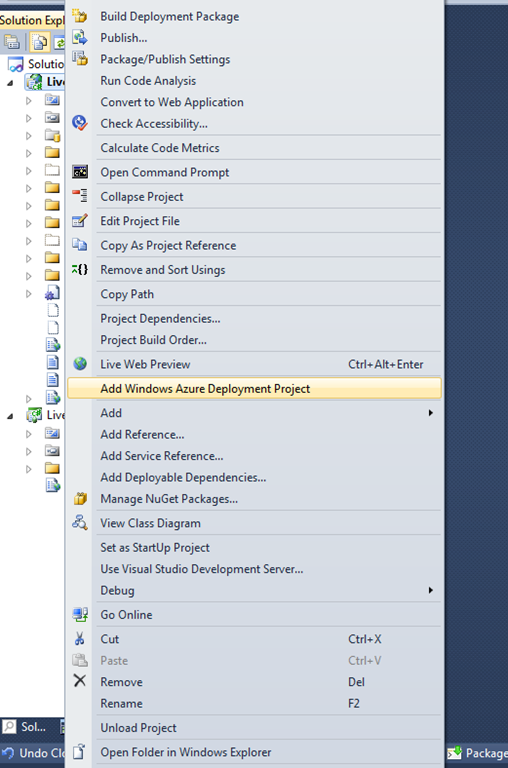 Solution Expl
Solutio
Live
Live
Build Deployment Package
Publish...
Package/Publish Settings
Run Code Analysis
Convert to Web Application
Check Accessibility...
Calculate Code Metrics
Open Command Prompt
Collapse Project
Edit Project File
Copy As Project Reference
Remove and Sort Usings
Copy Path
Project Dependencies...
Project Build Order...
Live Web Preview Ctrl+Alt+Enter
Add Windows Azure Deployment Project
Add
Add Reference...
Add Service Reference...
Add Deployable Dependencies...
Manage NuGet Packages...
View Class Diagram
Set as StartUp Project
Use Visual Studio Development Server...
Debug
Go Online
Cut Ctrl+X
Paste Ctrl+V
Remove Del
Rename F2
Unload Project
Open Folder in Windows Explorer
Sol...
Undo Clo
Package